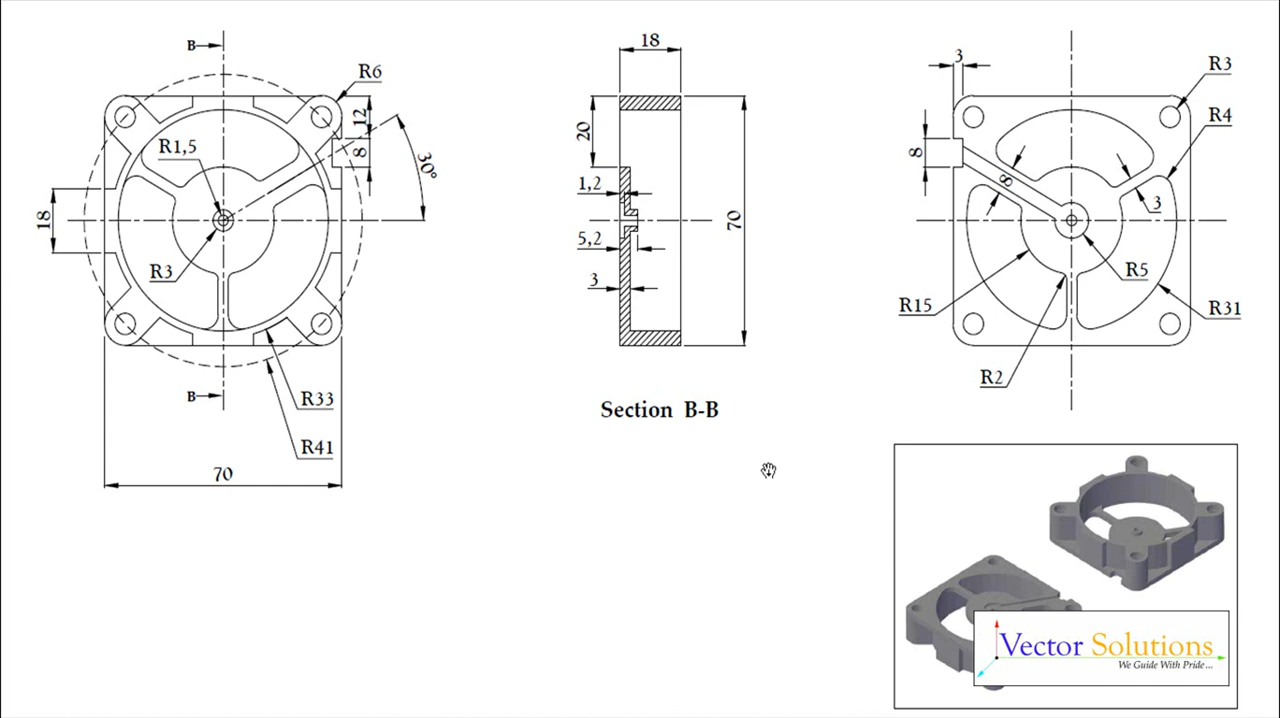 B
R6
12
R1,5
8
30°
18
R3
R33
R41
B
70
18
20
1,2
5,2
3
70
Section B-B
3
R3
R4
8
8
3
R5
R15
R31
R2
Vector Solutions
We Guide With Pride...